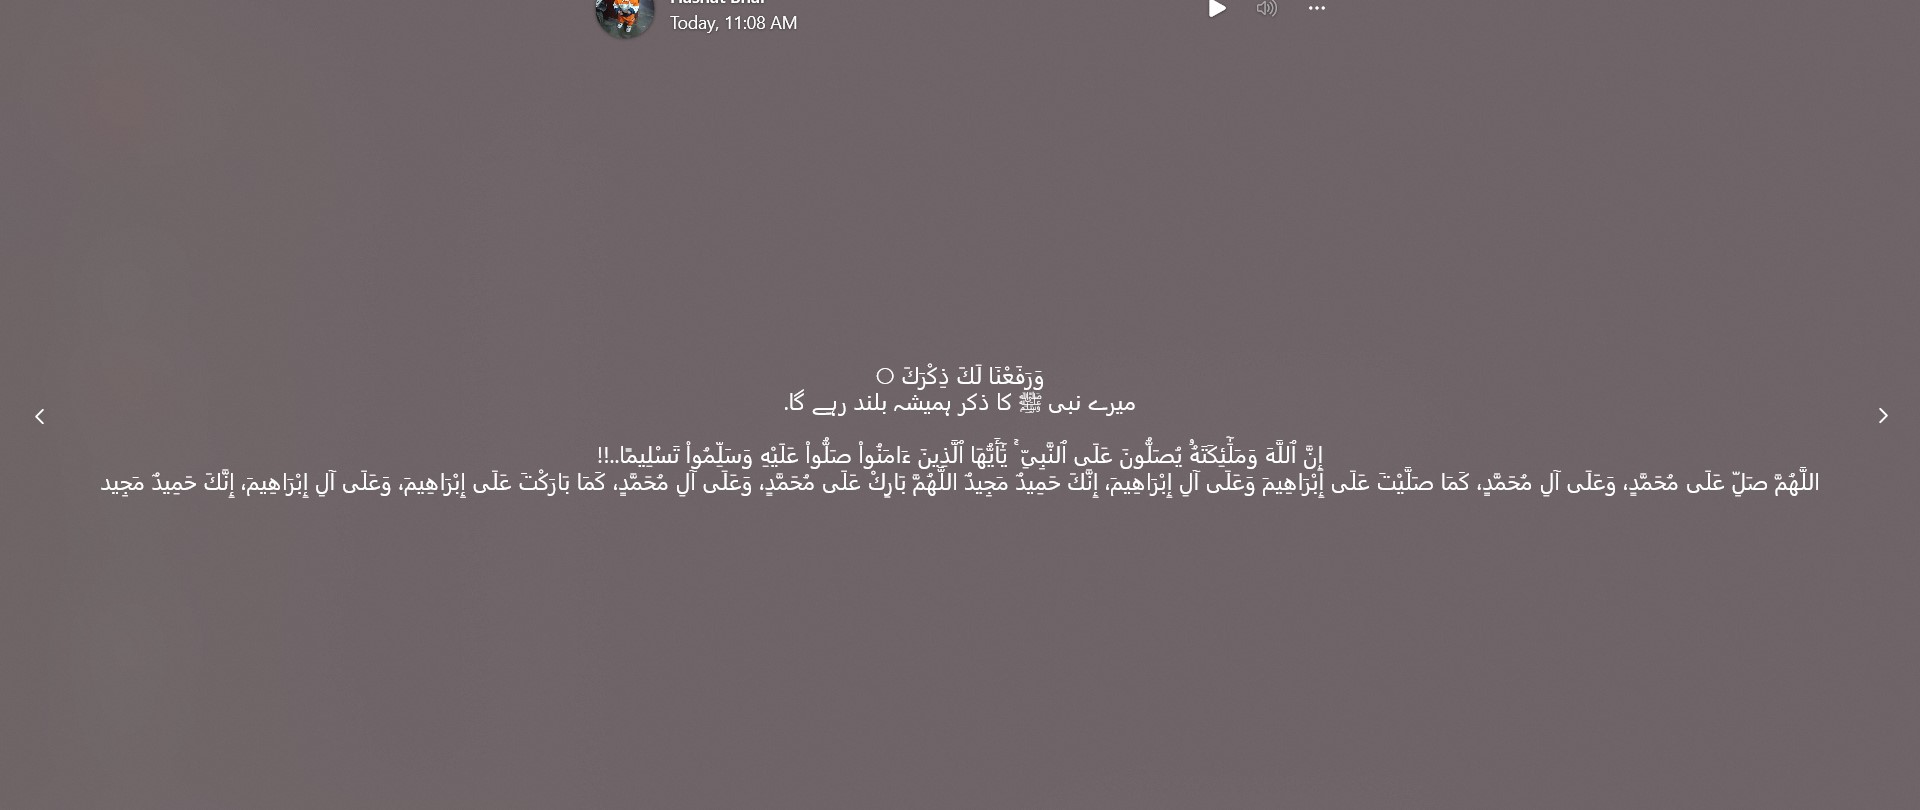 Today, 11:08 AM
وَرَفَعْنَا لَكَ ذِكْرَكَ ○
میرے نبی ﷺ کا ذکر ہمیشہ بلند رہے گا.
إِنَّ ٱللَّهَ وَمَلَٰٓئِكَتَهُۥ يُصَلُّونَ عَلَى ٱلنَّبِىِّ ۚ يَٰٓأَيُّهَا ٱلَّذِينَ ءَامَنُوا۟ صَلُّوا۟ عَلَيْهِ وَسَلِّمُوا۟ تَسْلِيمًا..!!
اللَّهُمَّ صَلِّ عَلَى مُحَمَّدٍ، وَعَلَى آلِ مُحَمَّدٍ، كَمَا صَلَّيْتَ عَلَى إِبْرَاهِيمَ وَعَلَى آلِ إِبْرَاهِيمَ، إِنَّكَ حَمِيدٌ مَجِيدٌ اللَّهُمَّ بَارِكْ عَلَى مُحَمَّدٍ، وَعَلَى آلِ مُحَمَّدٍ، كَمَا بَارَكْتَ عَلَى إِبْرَاهِيمَ، وَعَلَى آلِ إِبْرَاهِيمَ، إِنَّكَ حَمِيدٌ مَجِيد